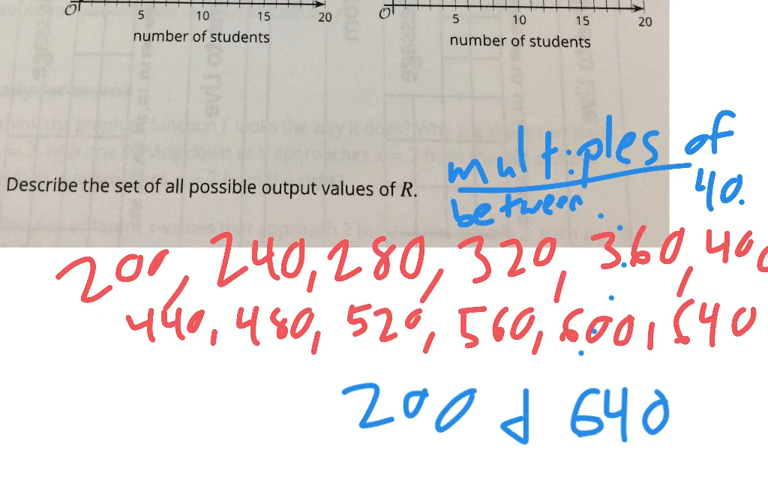 O 5 10 15 20 O 5 10 15 20
number of students number of students
Describe the set of all possible output values of R.
multiples of
40.
between
200, 240, 280, 320, 360, 400
440, 480, 520, 560, 600, 640
200 & 640